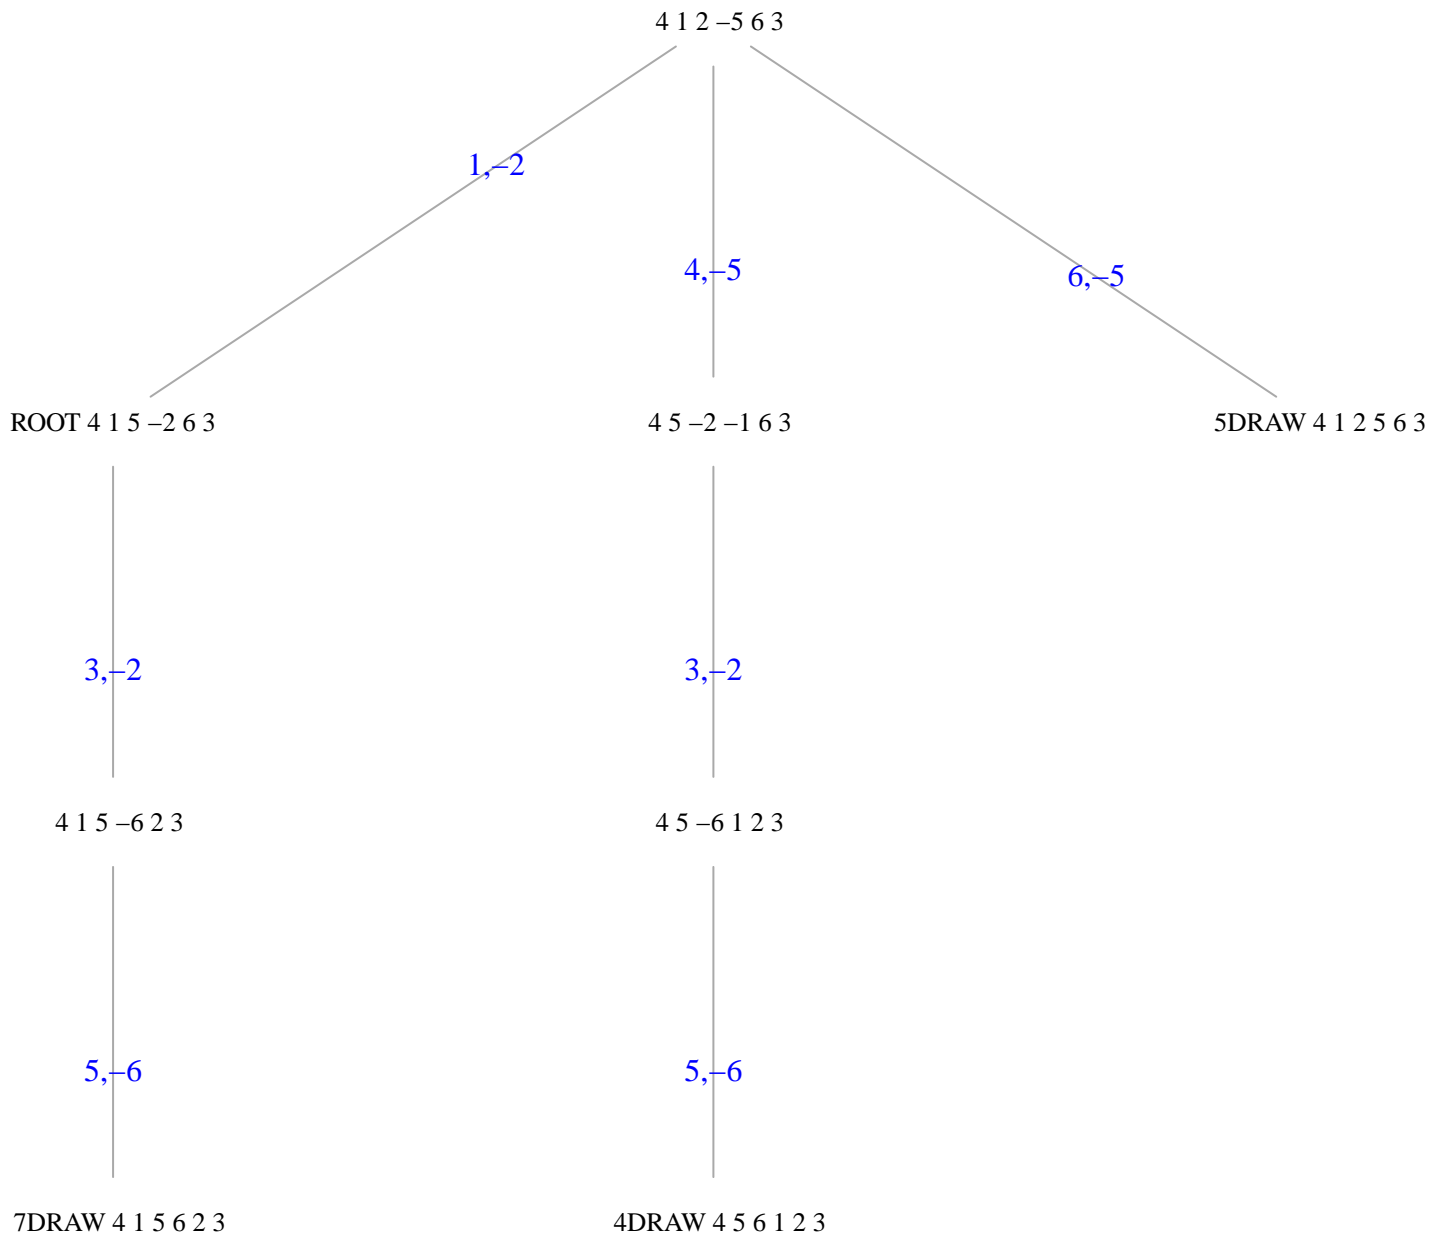 4 1 2 –5 6 3
1,–2
4,–5
6,–5
ROOT 4 1 5 –2 6 3
4 5 –2 –1 6 3
5DRAW 4 1 2 5 6 3
3,–2
3,–2
4 1 5 –6 2 3
4 5 –6 1 2 3
5,–6
5,–6
7DRAW 4 1 5 6 2 3
4DRAW 4 5 6 1 2 3